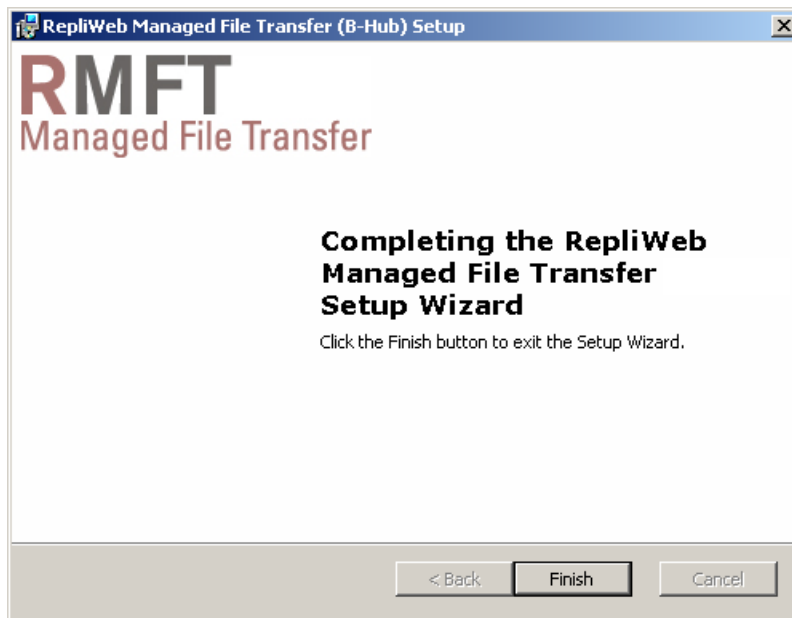 RepliWeb Managed File Transfer (B-Hub) Setup
RMFT
Managed File Transfer
Completing the RepliWeb
Managed File Transfer
Setup Wizard
Click the Finish button to exit the Setup Wizard.
< Back Finish Cancel